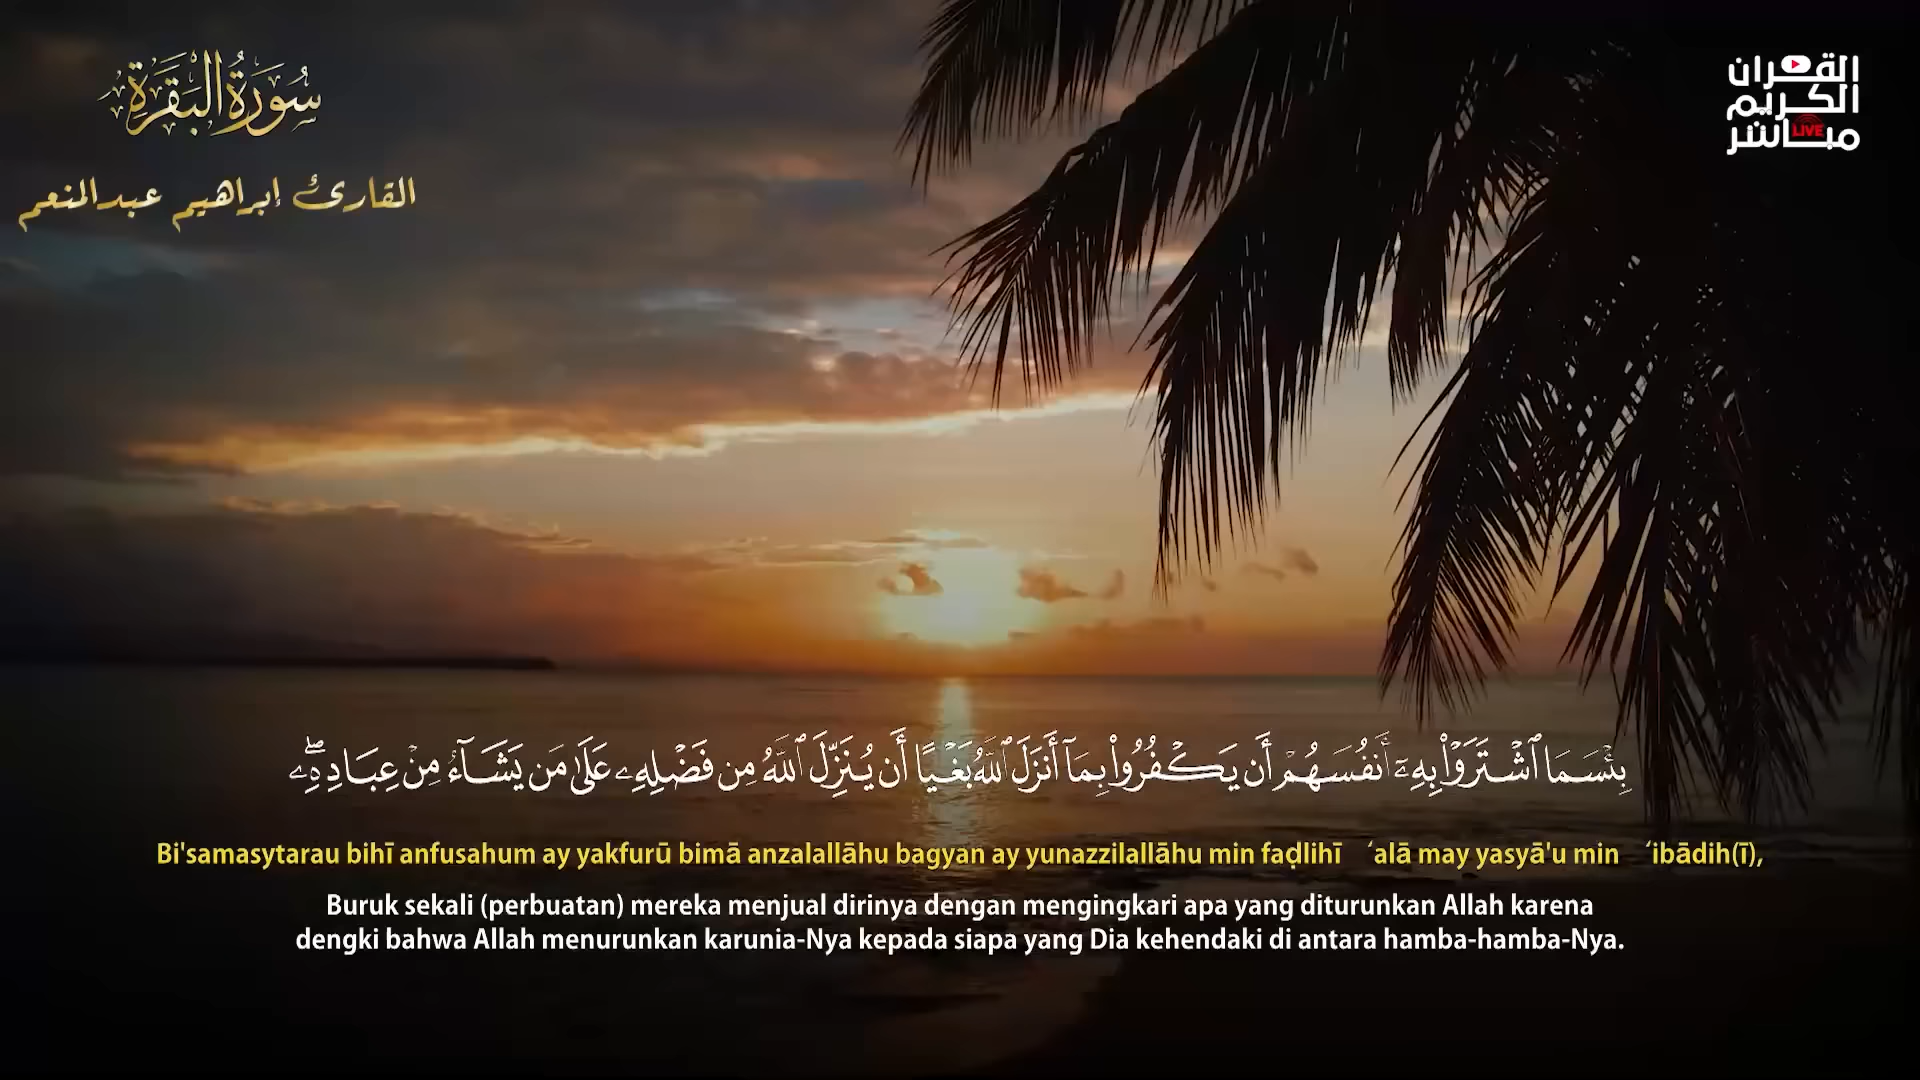 سُورَةُ البَقَرَةِ
القارئ إبراهيم عبدالمنعم
القرآن
الكريم
مباشر
LIVE
بِئْسَمَا ٱشْتَرَوْا۟ بِهِۦٓ أَنفُسَهُمْ أَن يَكْفُرُوا۟ بِمَآ أَنزَلَ ٱللَّهُ بَغْيًا أَن يُنَزِّلَ ٱللَّهُ مِن فَضْلِهِۦ عَلَىٰ مَن يَشَآءُ مِنْ عِبَادِهِۦ ۖ
Bi'samasytarau bihī anfusahum ay yakfurū bimā anzalallāhu bagyan ay yunazzilallāhu min faḍlihī ‘alā may yasyā'u min ‘ibādih(ī),
Buruk sekali (perbuatan) mereka menjual dirinya dengan mengingkari apa yang diturunkan Allah karena
dengki bahwa Allah menurunkan karunia-Nya kepada siapa yang Dia kehendaki di antara hamba-hamba-Nya.